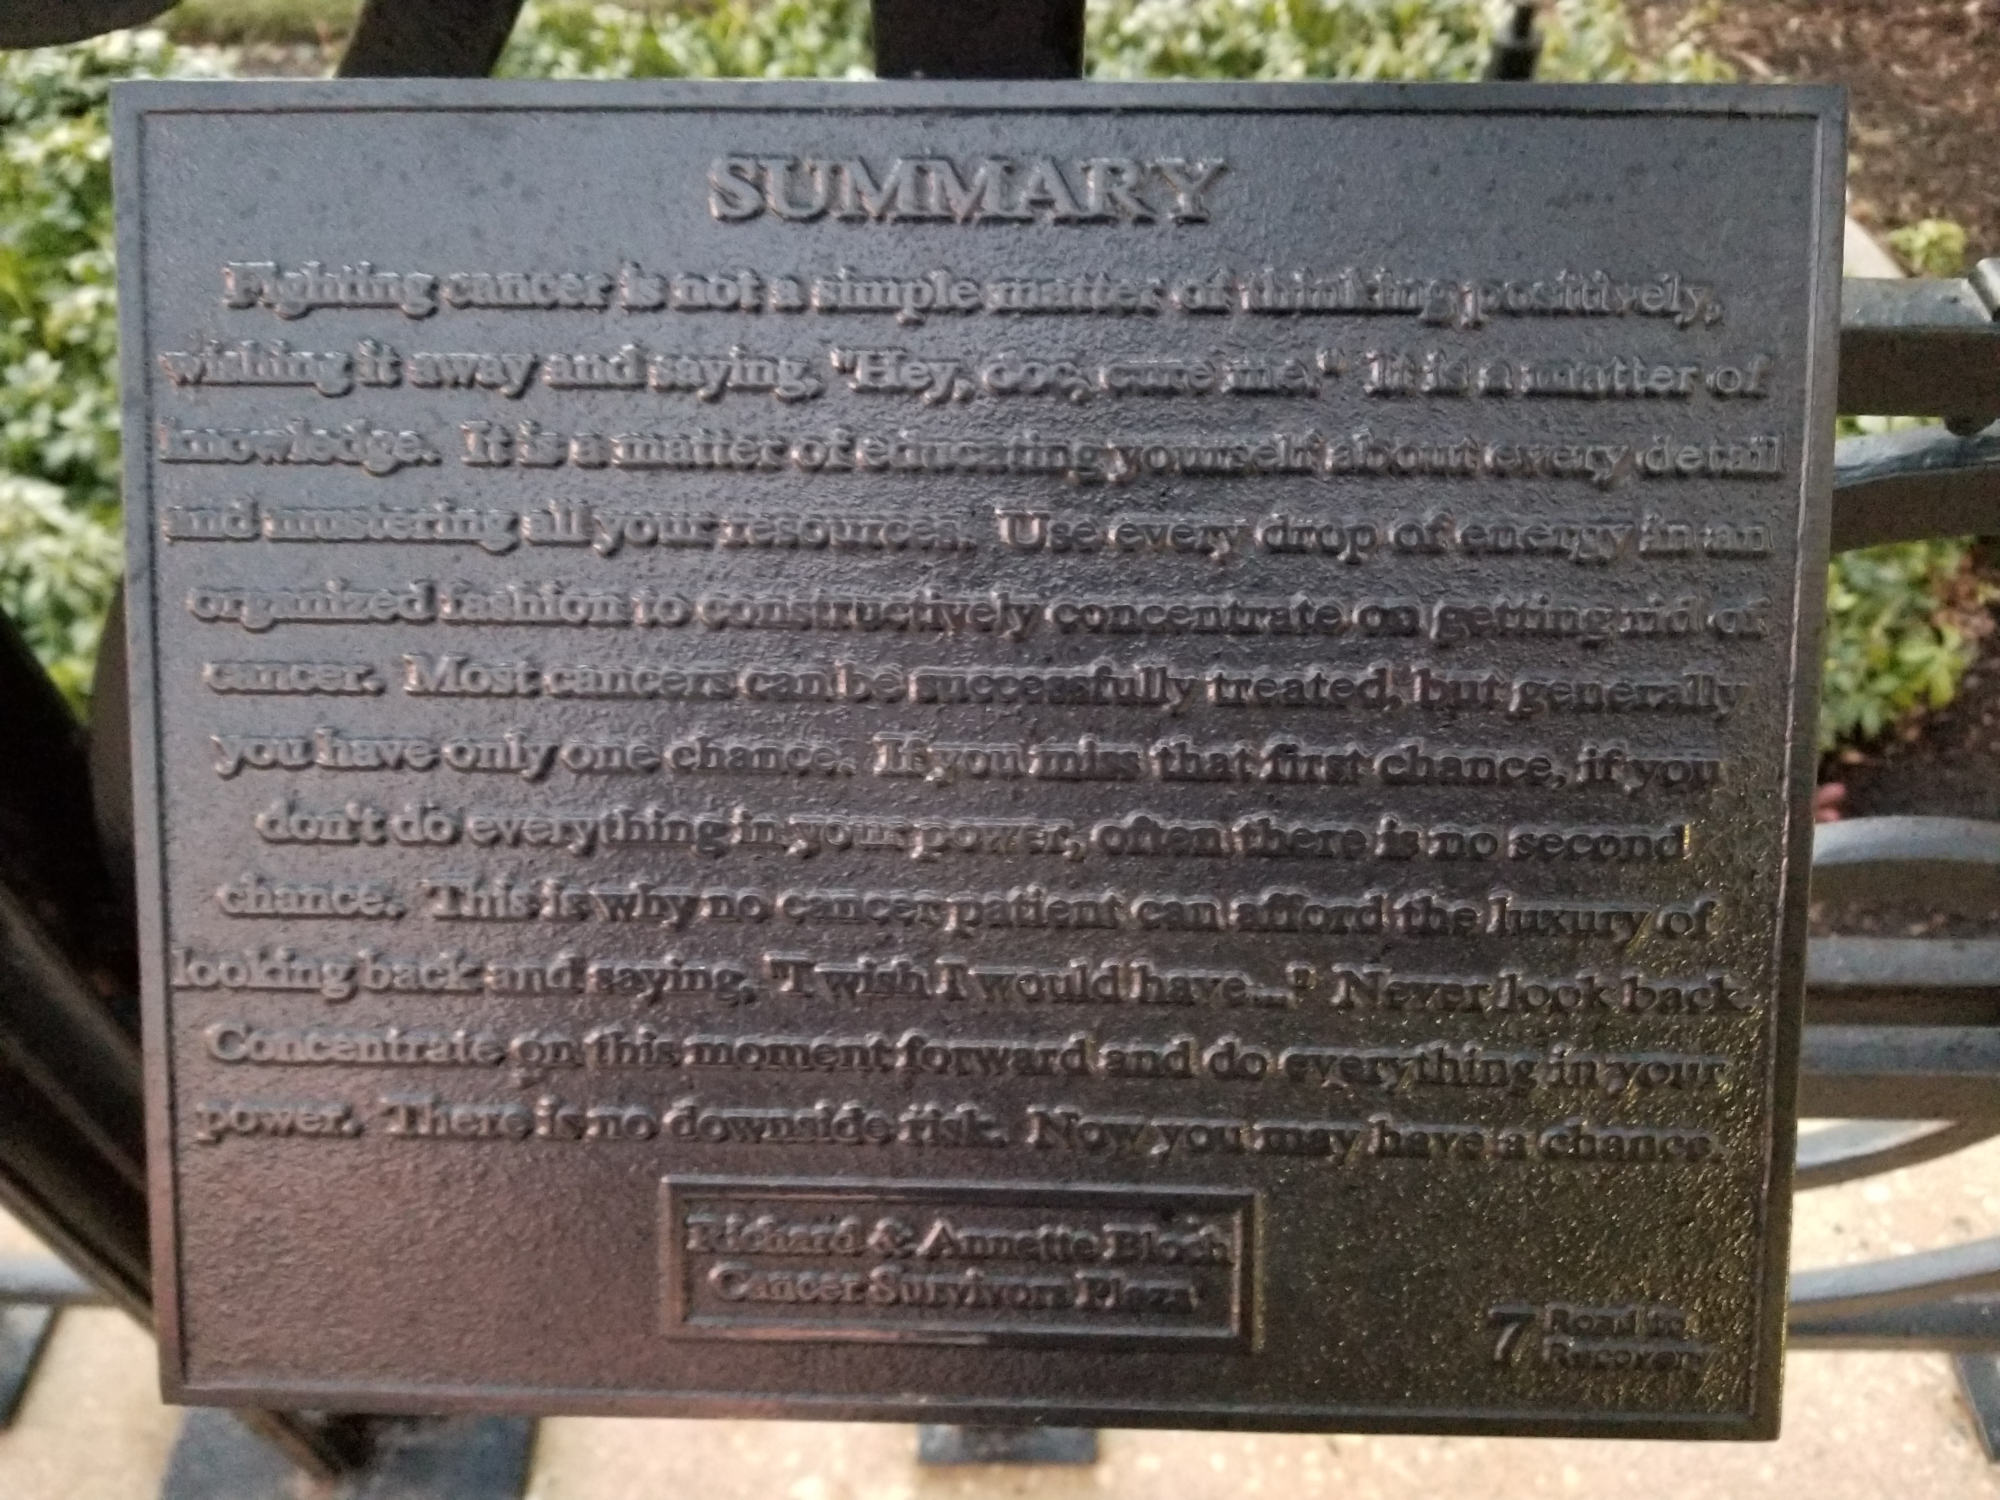 SUMMARY
Fighting cancer is not a simple matter of thinking positively,
wishing it away and saying, "Hey, doc, cure me." It is a matter of
knowledge. It is a matter of educating yourself about every detail
and mustering all your resources. Use every drop of energy in an
organized fashion to constructively concentrate on getting rid of
cancer. Most cancers can be successfully treated, but generally
you have only one chance. If you miss that first chance, if you
don't do everything in your power, often there is no second
chance. This is why no cancer patient can afford the luxury of
looking back and saying, "I wish I would have..." Never look back.
Concentrate on this moment forward and do everything in your
power. There is no downside risk. Now you may have a chance.
Richard & Annette Bloch
Cancer Survivors Plaza
7 Road to
Recovery